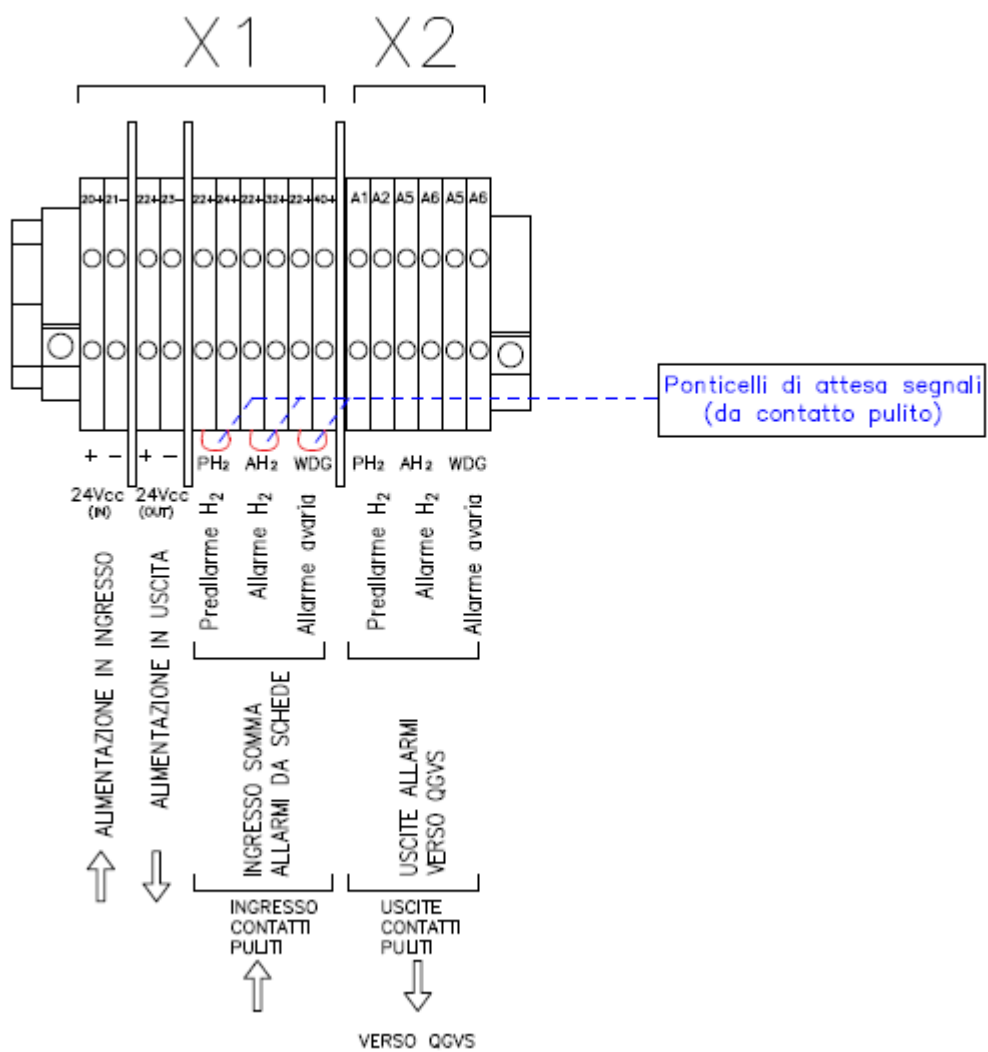 X1 X2
20+ 21- 22+ 23- 22+ 24+ 22+ 32+ 22+ 40+ A1 A2 A5 A6 A5 A6
Ponticelli di attesa segnali
(da contatto pulito)
+ - + -
PH2 AH2 WDG PH2 AH2 WDG
24Vcc
(IN)
24Vcc
(OUT)
Preallarme H2
Allarme H2
Allarme avaria
Preallarme H2
Allarme H2
Allarme avaria
ALIMENTAZIONE IN INGRESSO
ALIMENTAZIONE IN USCITA
INGRESSO SOMMA
ALLARMI DA SCHEDE
USCITE ALLARMI
VERSO QGVS
INGRESSO
CONTATTI
PULITI
USCITE
CONTATTI
PULITI
VERSO QGVS